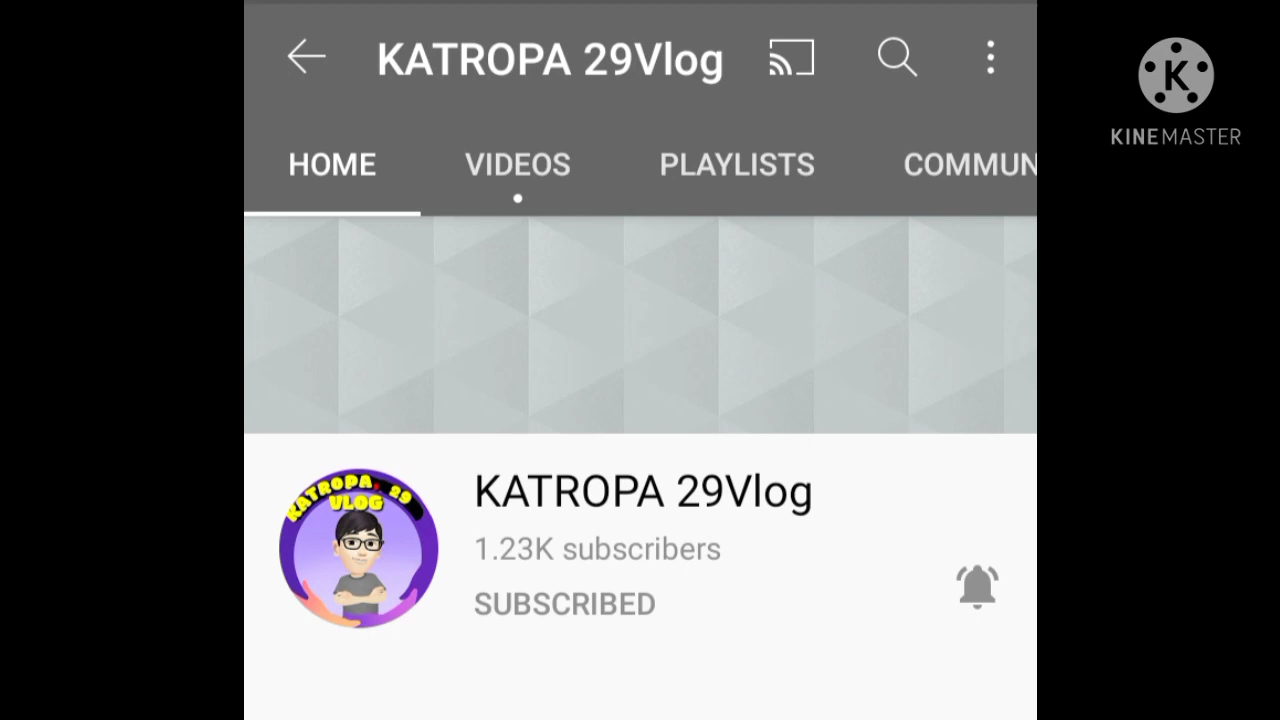 KATROPA 29Vlog
K
KINEMASTER
HOME VIDEOS PLAYLISTS COMMUN
KATROPA, 29
VLOG
KATROPA 29Vlog
1.23K subscribers
SUBSCRIBED